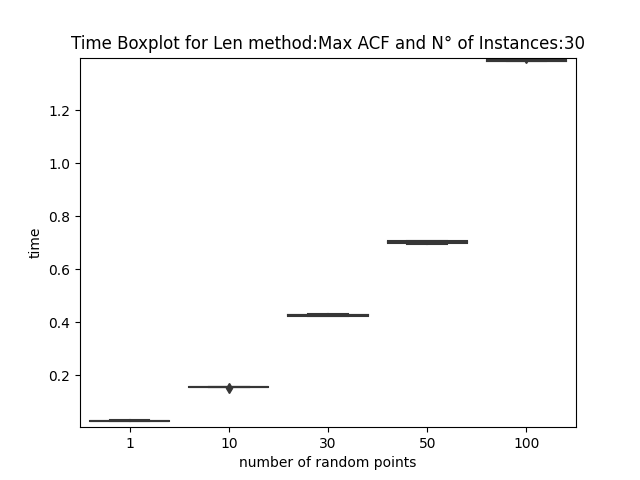 Time Boxplot for Len method:Max ACF and N° of Instances:30
1.2
1.0
0.8
0.6
0.4
0.2
time
1 10 30 50 100
number of random points